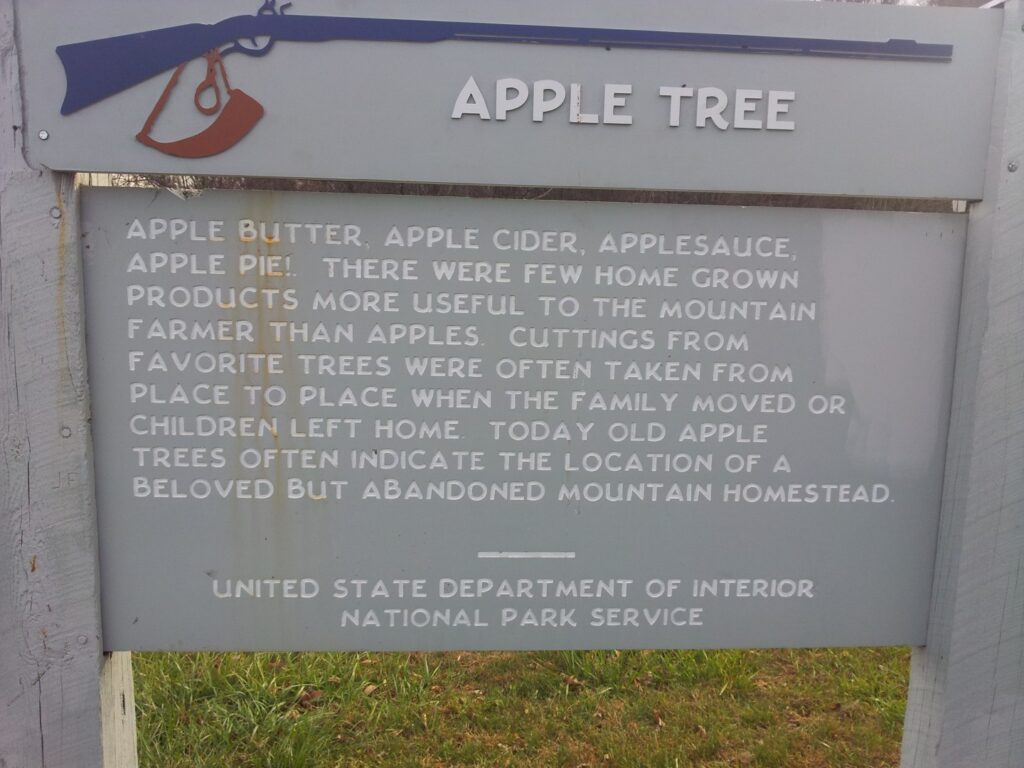 APPLE TREE
APPLE BUTTER, APPLE CIDER, APPLESAUCE,
APPLE PIE!. THERE WERE FEW HOME GROWN
PRODUCTS MORE USEFUL TO THE MOUNTAIN
FARMER THAN APPLES. CUTTINGS FROM
FAVORITE TREES WERE OFTEN TAKEN FROM
PLACE TO PLACE WHEN THE FAMILY MOVED OR
CHILDREN LEFT HOME. TODAY OLD APPLE
TREES OFTEN INDICATE THE LOCATION OF A
BELOVED BUT ABANDONED MOUNTAIN HOMESTEAD.
UNITED STATE DEPARTMENT OF INTERIOR
NATIONAL PARK SERVICE